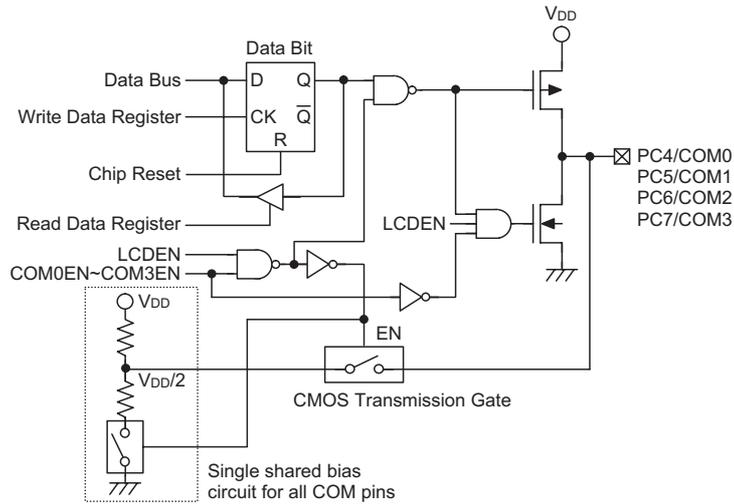 VDD
Data Bit
Data Bus
D Q
Write Data Register
CK Q
R
Chip Reset
Read Data Register
PC4/COM0
PC5/COM1
PC6/COM2
PC7/COM3
LCDEN
LCDEN
COM0EN~COM3EN
VDD
EN
VDD/2
CMOS Transmission Gate
Single shared bias
circuit for all COM pins